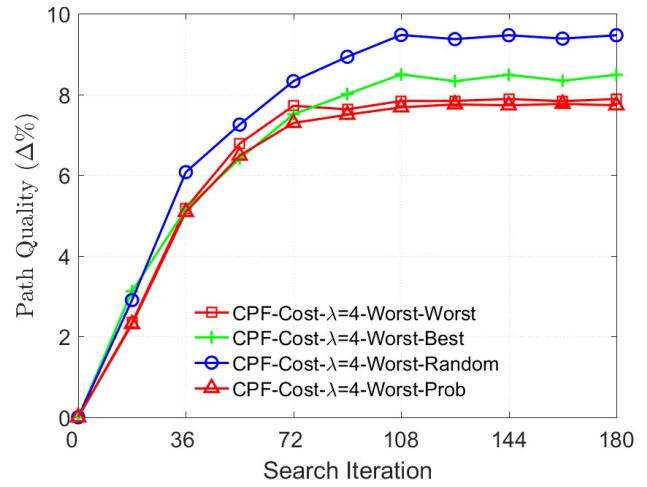 10
8
6
4
2
0
Path Quality (Δ%)
CPF-Cost-λ=4-Worst-Worst
CPF-Cost-λ=4-Worst-Best
CPF-Cost-λ=4-Worst-Random
CPF-Cost-λ=4-Worst-Prob
0 36 72 108 144 180
Search Iteration